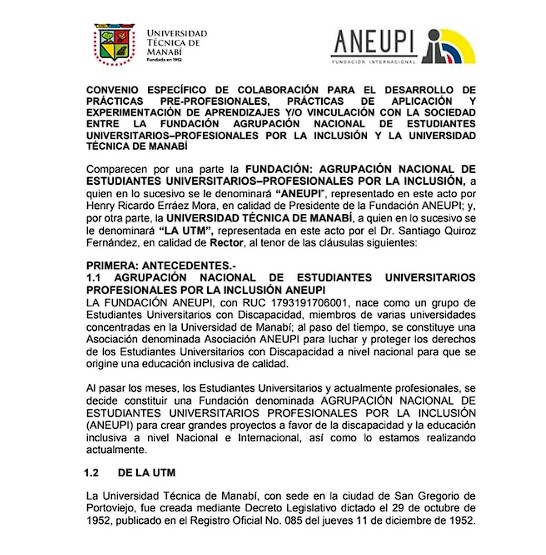 UNIVERSIDAD
TÉCNICA DE
MANABÍ
Fundada en 1952
ANEUPI
FUNDACIÓN INTERNACIONAL
CONVENIO ESPECÍFICO DE COLABORACIÓN PARA EL DESARROLLO DE
PRÁCTICAS PRE-PROFESIONALES, PRÁCTICAS DE APLICACIÓN Y
EXPERIMENTACIÓN DE APRENDIZAJES Y/O VINCULACIÓN CON LA SOCIEDAD
ENTRE LA FUNDACIÓN AGRUPACIÓN NACIONAL DE ESTUDIANTES
UNIVERSITARIOS–PROFESIONALES POR LA INCLUSIÓN Y LA UNIVERSIDAD
TÉCNICA DE MANABÍ
Comparecen por una parte la FUNDACIÓN: AGRUPACIÓN NACIONAL DE
ESTUDIANTES UNIVERSITARIOS–PROFESIONALES POR LA INCLUSIÓN, a
quien en lo sucesivo se le denominará “ANEUPI”, representado en este acto por
Henry Ricardo Erráez Mora, en calidad de Presidente de la Fundación ANEUPI; y,
por otra parte, la UNIVERSIDAD TÉCNICA DE MANABÍ, a quien en lo sucesivo se
le denominará “LA UTM”, representada en este acto por el Dr. Santiago Quiroz
Fernández, en calidad de Rector, al tenor de las cláusulas siguientes:
PRIMERA: ANTECEDENTES.-
1.1 AGRUPACIÓN NACIONAL DE ESTUDIANTES UNIVERSITARIOS
PROFESIONALES POR LA INCLUSIÓN ANEUPI
LA FUNDACIÓN ANEUPI, con RUC 1793191706001, nace como un grupo de
Estudiantes Universitarios con Discapacidad, miembros de varias universidades
concentradas en la Universidad de Manabí; al paso del tiempo, se constituye una
Asociación denominada Asociación ANEUPI para luchar y proteger los derechos
de los Estudiantes Universitarios con Discapacidad a nivel nacional para que se
origine una educación inclusiva de calidad.
Al pasar los meses, los Estudiantes Universitarios y actualmente profesionales, se
decide constituir una Fundación denominada AGRUPACIÓN NACIONAL DE
ESTUDIANTES UNIVERSITARIOS PROFESIONALES POR LA INCLUSIÓN
(ANEUPI) para crear grandes proyectos a favor de la discapacidad y la educación
inclusiva a nivel Nacional e Internacional, así como lo estamos realizando
actualmente.
1.2 DE LA UTM
La Universidad Técnica de Manabí, con sede en la ciudad de San Gregorio de
Portoviejo, fue creada mediante Decreto Legislativo dictado el 29 de octubre de
1952, publicado en el Registro Oficial No. 085 del jueves 11 de diciembre de 1952.